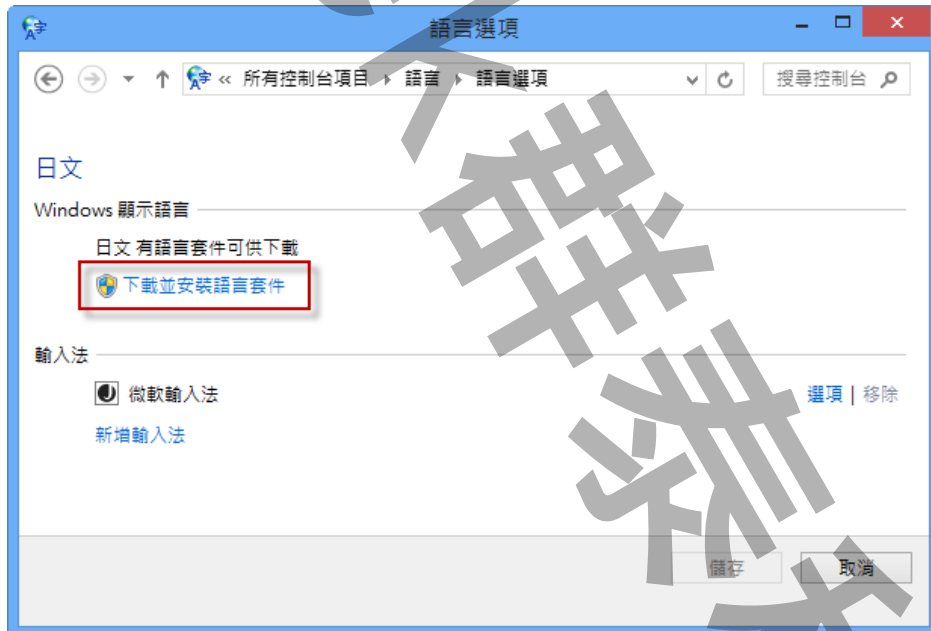 語言選項
« 所有控制台項目 ▸ 語言 ▸ 語言選項
搜尋控制台
日文
Windows 顯示語言
日文 有語言套件可供下載
下載並安裝語言套件
輸入法
微軟輸入法
選項 | 移除
新增輸入法
儲存
取消